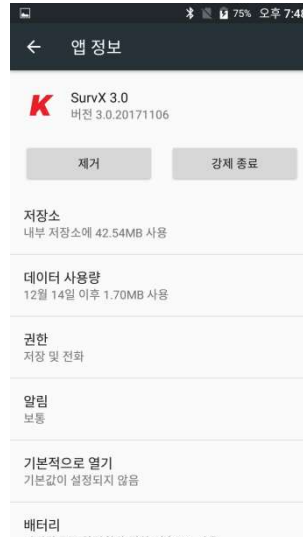 75% 오후 7:48
앱 정보
K
SurvX 3.0
버전 3.0.20171106
제거 강제 종료
저장소
내부 저장소에 42.54MB 사용
데이터 사용량
12월 14일 이후 1.70MB 사용
권한
저장 및 전화
알림
보통
기본적으로 열기
기본값이 설정되지 않음
배터리